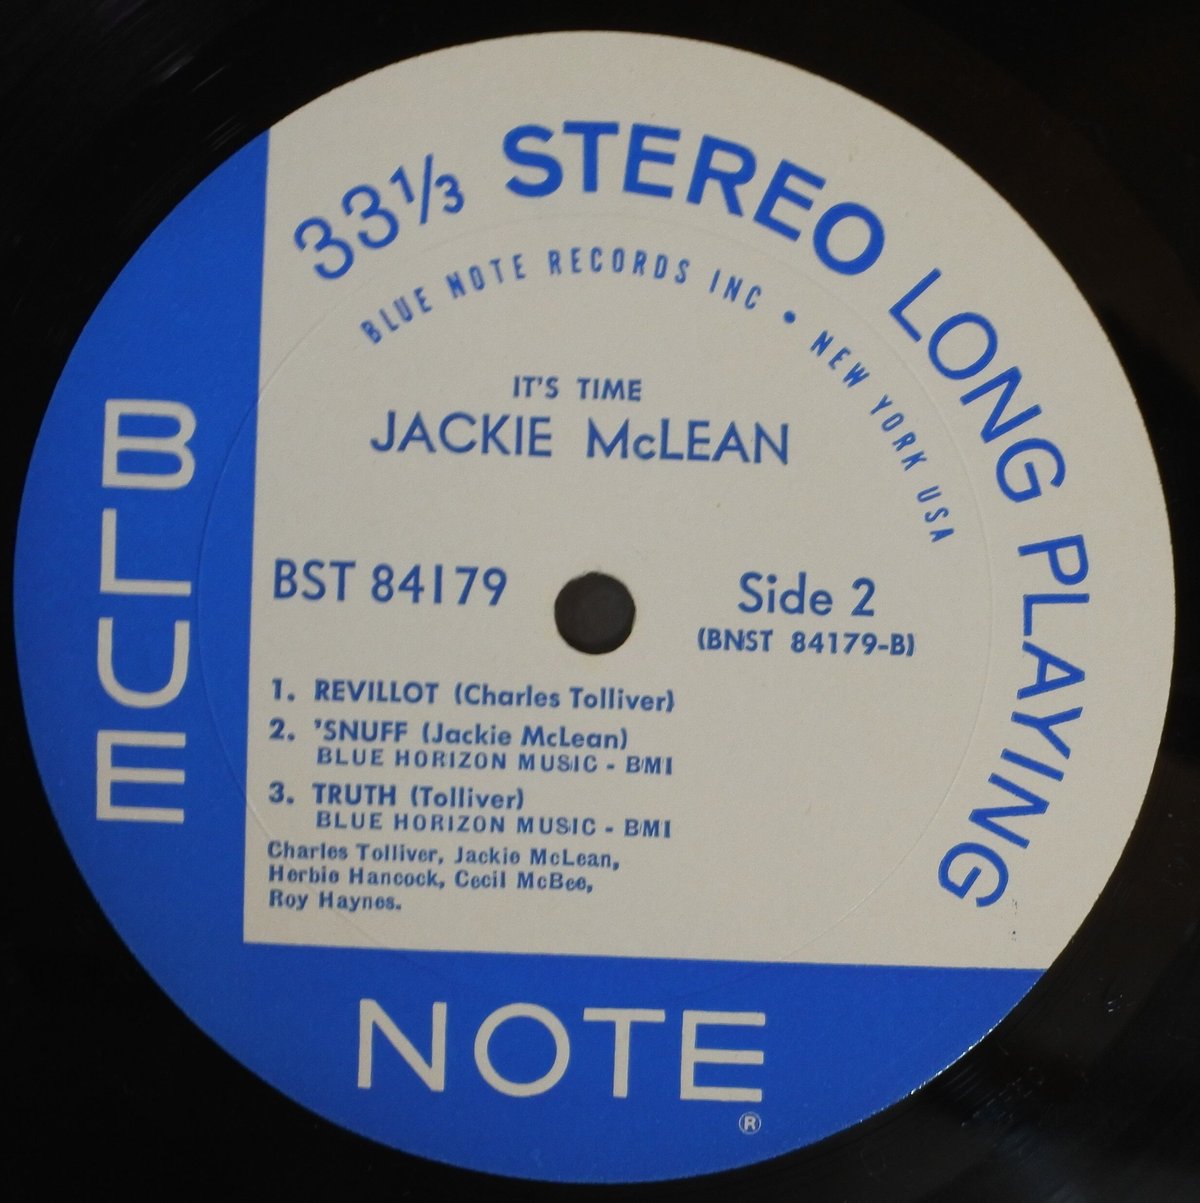 33⅓ STEREO LONG PLAYING
BLUE NOTE RECORDS INC • NEW YORK USA
IT'S TIME
JACKIE McLEAN
BST 84179
Side 2
(BNST 84179-B)
1. REVILLOT (Charles Tolliver)
2. 'SNUFF (Jackie McLean)
BLUE HORIZON MUSIC - BMI
3. TRUTH (Tolliver)
BLUE HORIZON MUSIC - BMI
Charles Tolliver, Jackie McLean,
Herbie Hancock, Cecil McBee,
Roy Haynes.
BLUE
NOTE
®